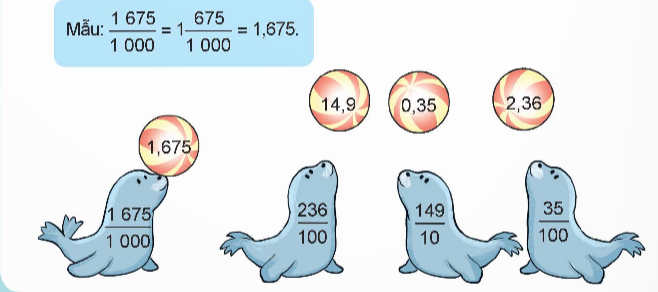 Mẫu: 1 675/1 000 = 1 675/1 000 = 1,675.
14,9 0,35 2,36
1,675
1 675/1 000 236/100 149/10 35/100